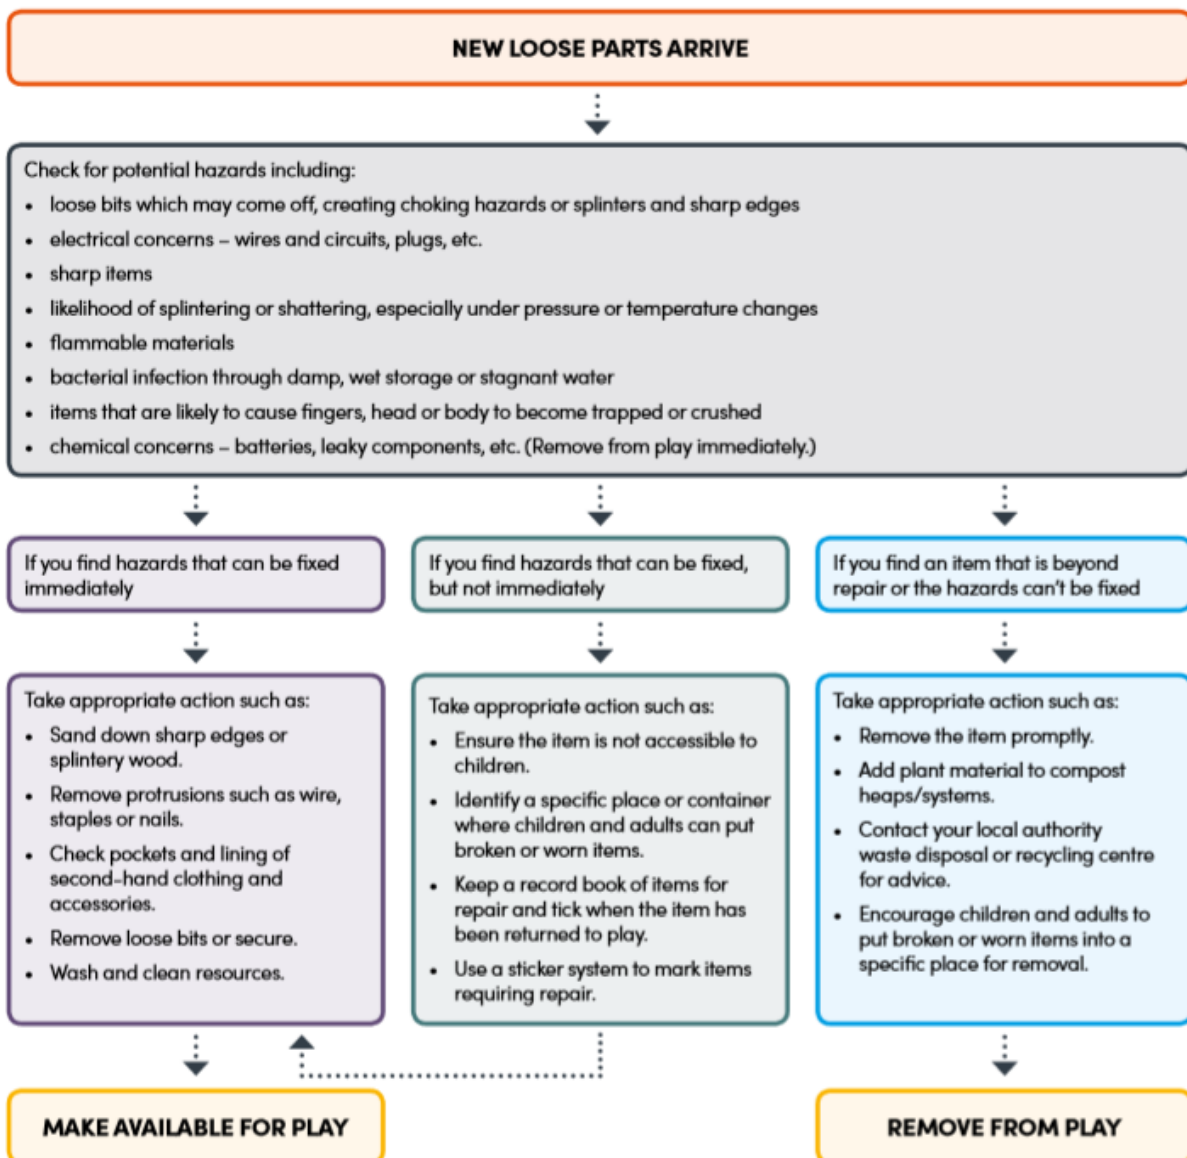 NEW LOOSE PARTS ARRIVE
Check for potential hazards including:
• loose bits which may come off, creating choking hazards or splinters and sharp edges
• electrical concerns – wires and circuits, plugs, etc.
• sharp items
• likelihood of splintering or shattering, especially under pressure or temperature changes
• flammable materials
• bacterial infection through damp, wet storage or stagnant water
• items that are likely to cause fingers, head or body to become trapped or crushed
• chemical concerns – batteries, leaky components, etc. (Remove from play immediately.)
If you find hazards that can be fixed
immediately
If you find hazards that can be fixed,
but not immediately
If you find an item that is beyond
repair or the hazards can't be fixed
Take appropriate action such as:
• Sand down sharp edges or
splintery wood.
• Remove protrusions such as wire,
staples or nails.
• Check pockets and lining of
second-hand clothing and
accessories.
• Remove loose bits or secure.
• Wash and clean resources.
Take appropriate action such as:
• Ensure the item is not accessible to
children.
• Identify a specific place or container
where children and adults can put
broken or worn items.
• Keep a record book of items for
repair and tick when the item has
been returned to play.
• Use a sticker system to mark items
requiring repair.
Take appropriate action such as:
• Remove the item promptly.
• Add plant material to compost
heaps/systems.
• Contact your local authority
waste disposal or recycling centre
for advice.
• Encourage children and adults to
put broken or worn items into a
specific place for removal.
MAKE AVAILABLE FOR PLAY
REMOVE FROM PLAY